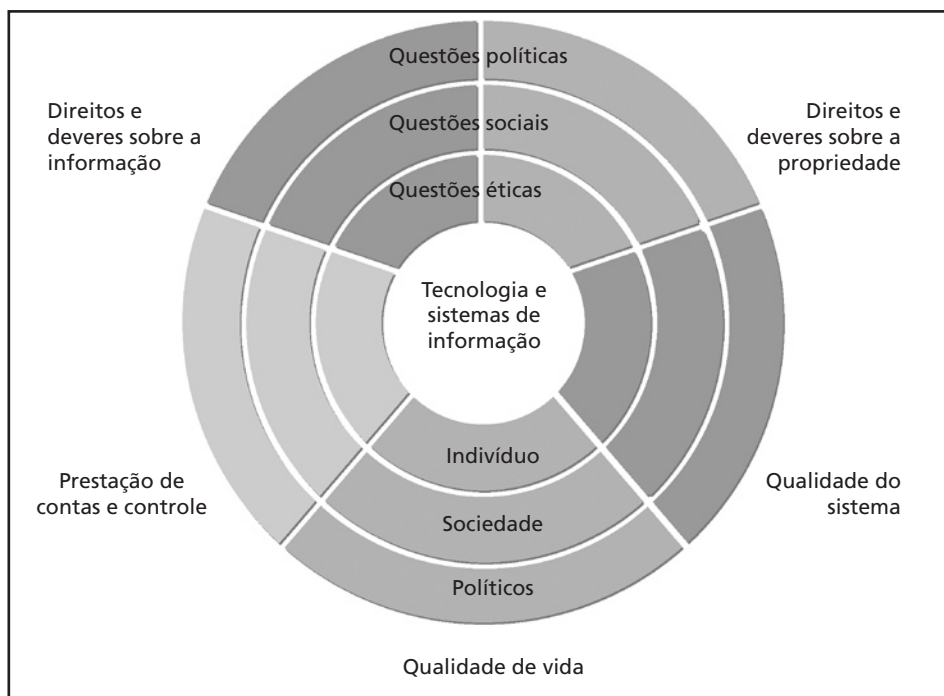 Questões políticas
Direitos e
deveres sobre a
informação
Direitos e
deveres sobre a
propriedade
Questões sociais
Questões éticas
Tecnologia e
sistemas de
informação
Indivíduo
Prestação de
contas e controle
Qualidade do
sistema
Sociedade
Políticos
Qualidade de vida